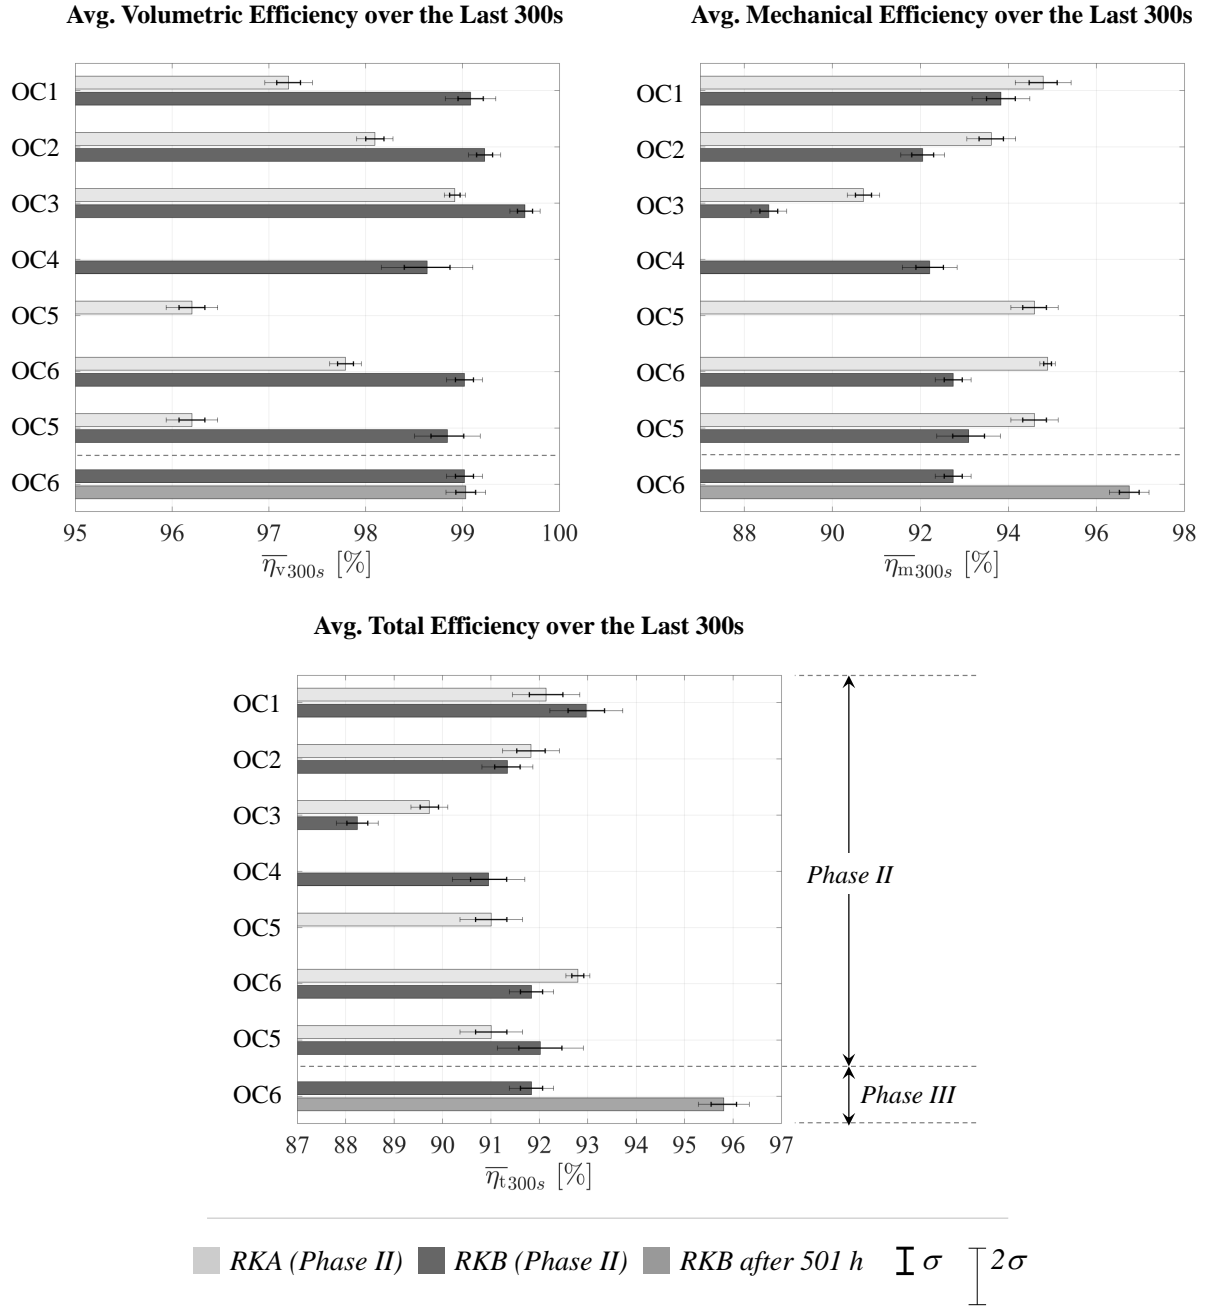 Avg. Volumetric Efficiency over the Last 300s
OC1
OC2
OC3
OC4
OC5
OC6
OC5
OC6
95 96 97 98 99 100
η̅v300s [%]
Avg. Mechanical Efficiency over the Last 300s
OC1
OC2
OC3
OC4
OC5
OC6
OC5
OC6
88 90 92 94 96 98
η̅m300s [%]
Avg. Total Efficiency over the Last 300s
OC1
OC2
OC3
OC4
OC5
OC6
OC5
OC6
87 88 89 90 91 92 93 94 95 96 97
η̅t300s [%]
Phase II
Phase III
RKA (Phase II) RKB (Phase II) RKB after 501 h σ 2σ